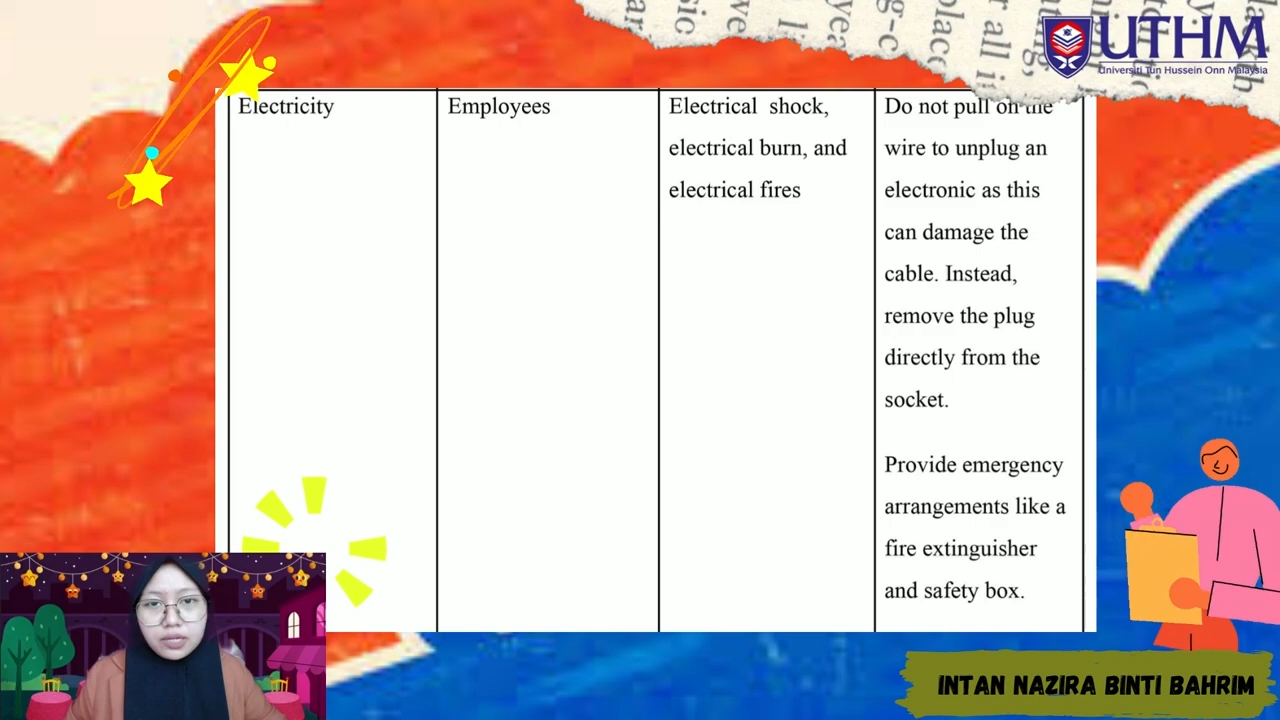 UTHM
Universiti Tun Hussein Onn Malaysia
Electricity
Employees
Electrical shock,
electrical burn, and
electrical fires
Do not pull on the
wire to unplug an
electronic as this
can damage the
cable. Instead,
remove the plug
directly from the
socket.
Provide emergency
arrangements like a
fire extinguisher
and safety box.
INTAN NAZIRA BINTI BAHRIM